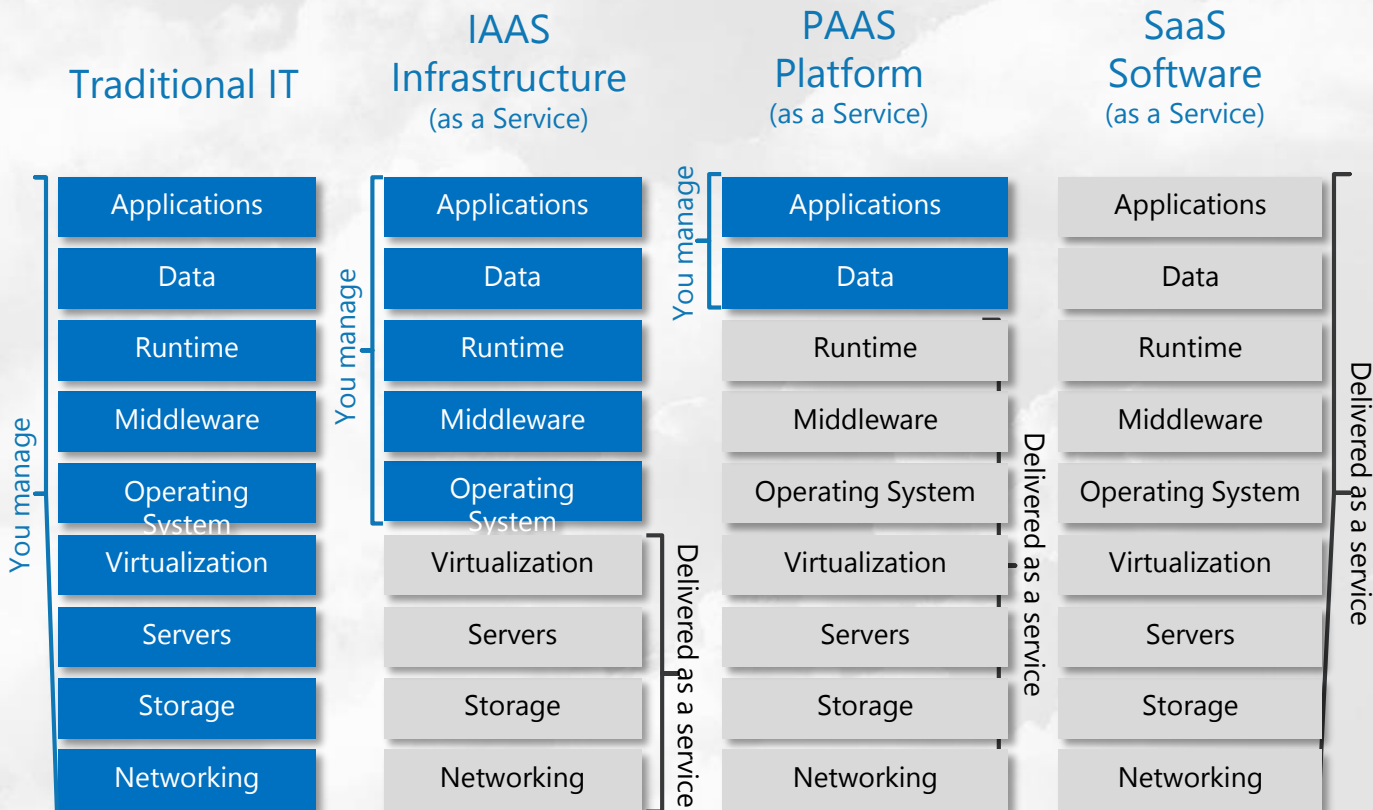 Traditional IT
IAAS
Infrastructure
(as a Service)
PAAS
Platform
(as a Service)
SaaS
Software
(as a Service)
You manage
Applications
Data
Runtime
Middleware
Operating
System
Virtualization
Servers
Storage
Networking
You manage
Applications
Data
Runtime
Middleware
Operating
System
Virtualization
Servers
Storage
Networking
Delivered as a service
You manage
Applications
Data
Runtime
Middleware
Operating System
Virtualization
Servers
Storage
Networking
Delivered as a service
Applications
Data
Runtime
Middleware
Operating System
Virtualization
Servers
Storage
Networking
Delivered as a service